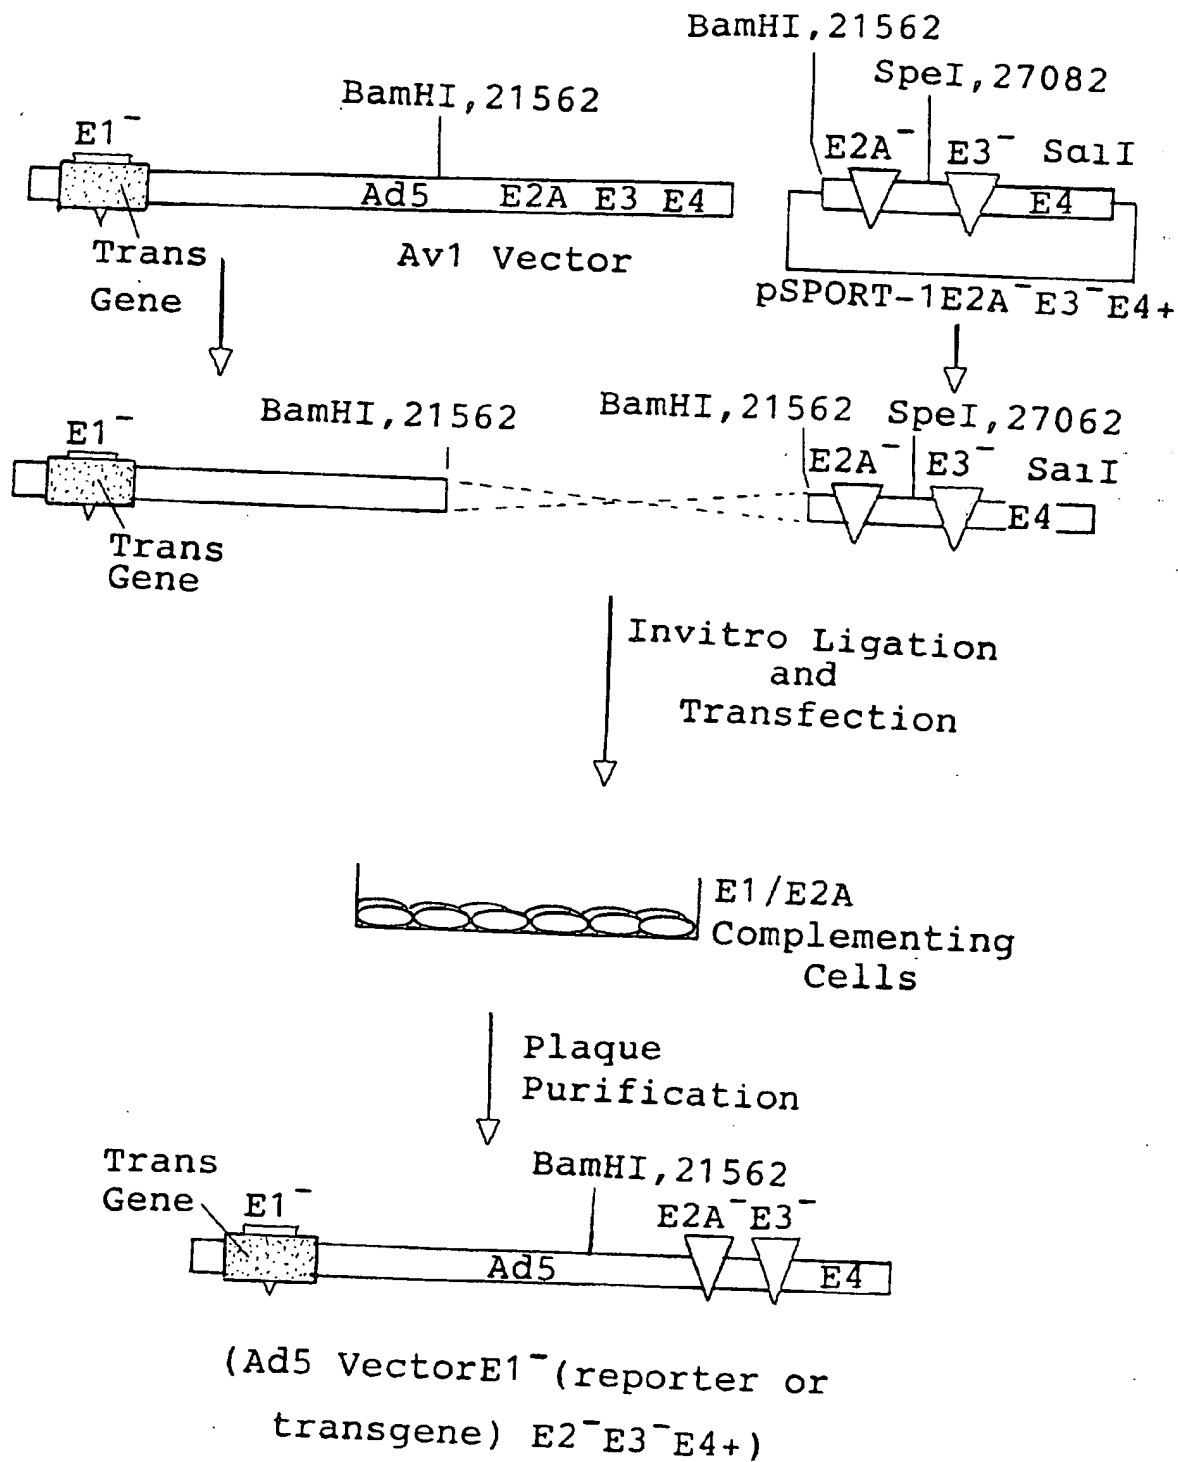 BamHI,21562
SpeI,27082
BamHI,21562
E1⁻
E2A⁻
E3⁻
SalI
Ad5
E2A
E3
E4
E4
Trans
Gene
Av1 Vector
pSPORT-1E2A⁻E3⁻E4+
BamHI,21562
BamHI,21562
SpeI,27062
E1⁻
E2A⁻
E3⁻
SalI
E4
Trans
Gene
Invitro Ligation
and
Transfection
E1/E2A
Complementing
Cells
Plaque
Purification
Trans
Gene
E1⁻
BamHI,21562
E2A⁻
E3⁻
Ad5
E4
(Ad5 VectorE1⁻(reporter or
transgene) E2⁻E3⁻E4+)